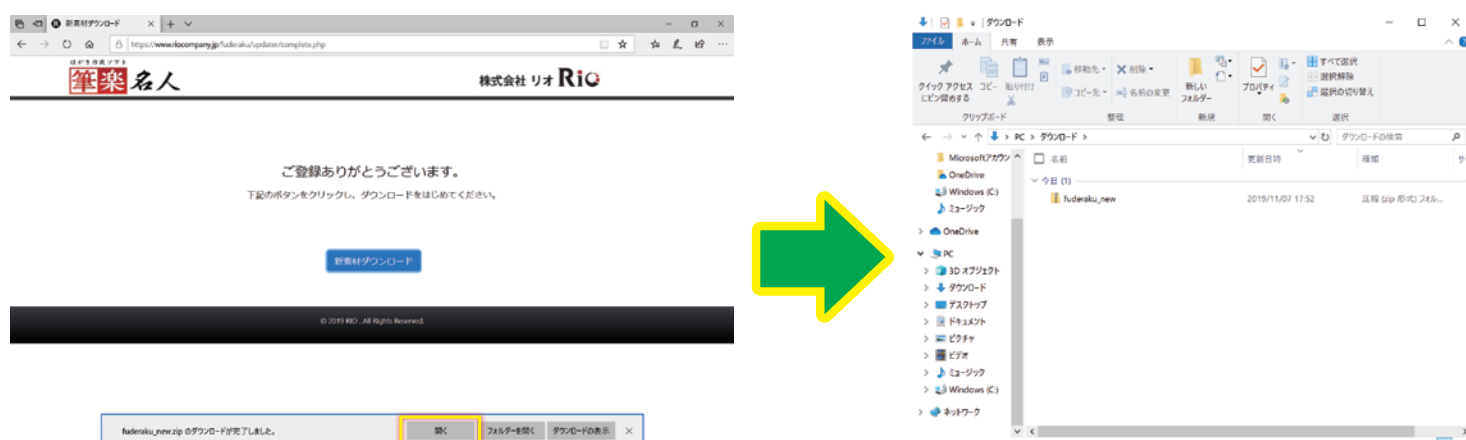 新素材ダウンロード
https://www.riocompany.jp/fuderaku/updater/complete.php
はがき作成ソフト
筆楽名人
株式会社 リオ Rio
ご登録ありがとうございます。
下記のボタンをクリックし、ダウンロードをはじめてください。
新素材ダウンロード
© 2019 RIO . All Rights Reserved.
fuderaku_new.zip のダウンロードが完了しました。
開く
フォルダーを開く
ダウンロードの表示
ダウンロード
ファイル ホーム 共有 表示
クイック アクセスにピン留めする
コピー
貼り付け
移動先
コピー先
削除
名前の変更
新しいフォルダー
プロパティ
すべて選択
選択解除
選択の切り替え
クリップボード 整理 新規 開く 選択
PC > ダウンロード >
ダウンロードの検索
名前 更新日時 種類 サ
今日 (1)
fuderaku_new 2019/11/07 17:52 圧縮 (zip 形式) フォル...
Microsoftアカウン
OneDrive
Windows (C:)
ミュージック
OneDrive
PC
3D オブジェクト
ダウンロード
デスクトップ
ドキュメント
ピクチャ
ビデオ
ミュージック
Windows (C:)
ネットワーク